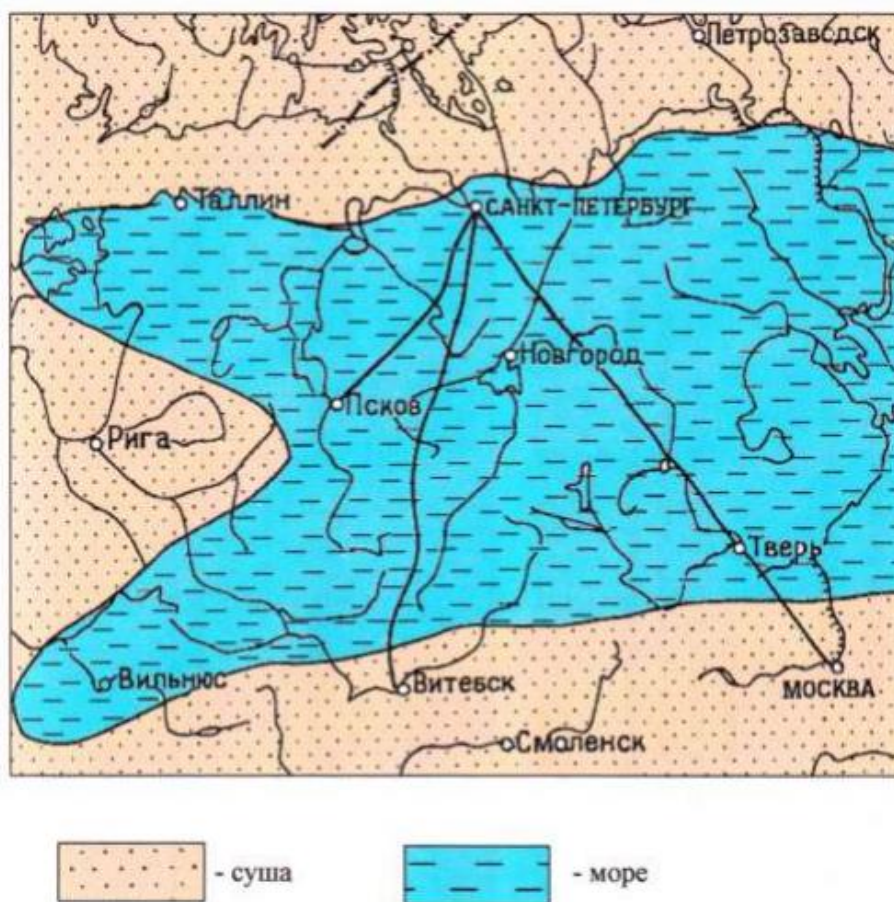 Петрозаводск
Таллин
САНКТ-ПЕТЕРБУРГ
Новгород
Псков
Рига
Тверь
Вильнюс
Витебск
МОСКВА
Смоленск
- суша
- море